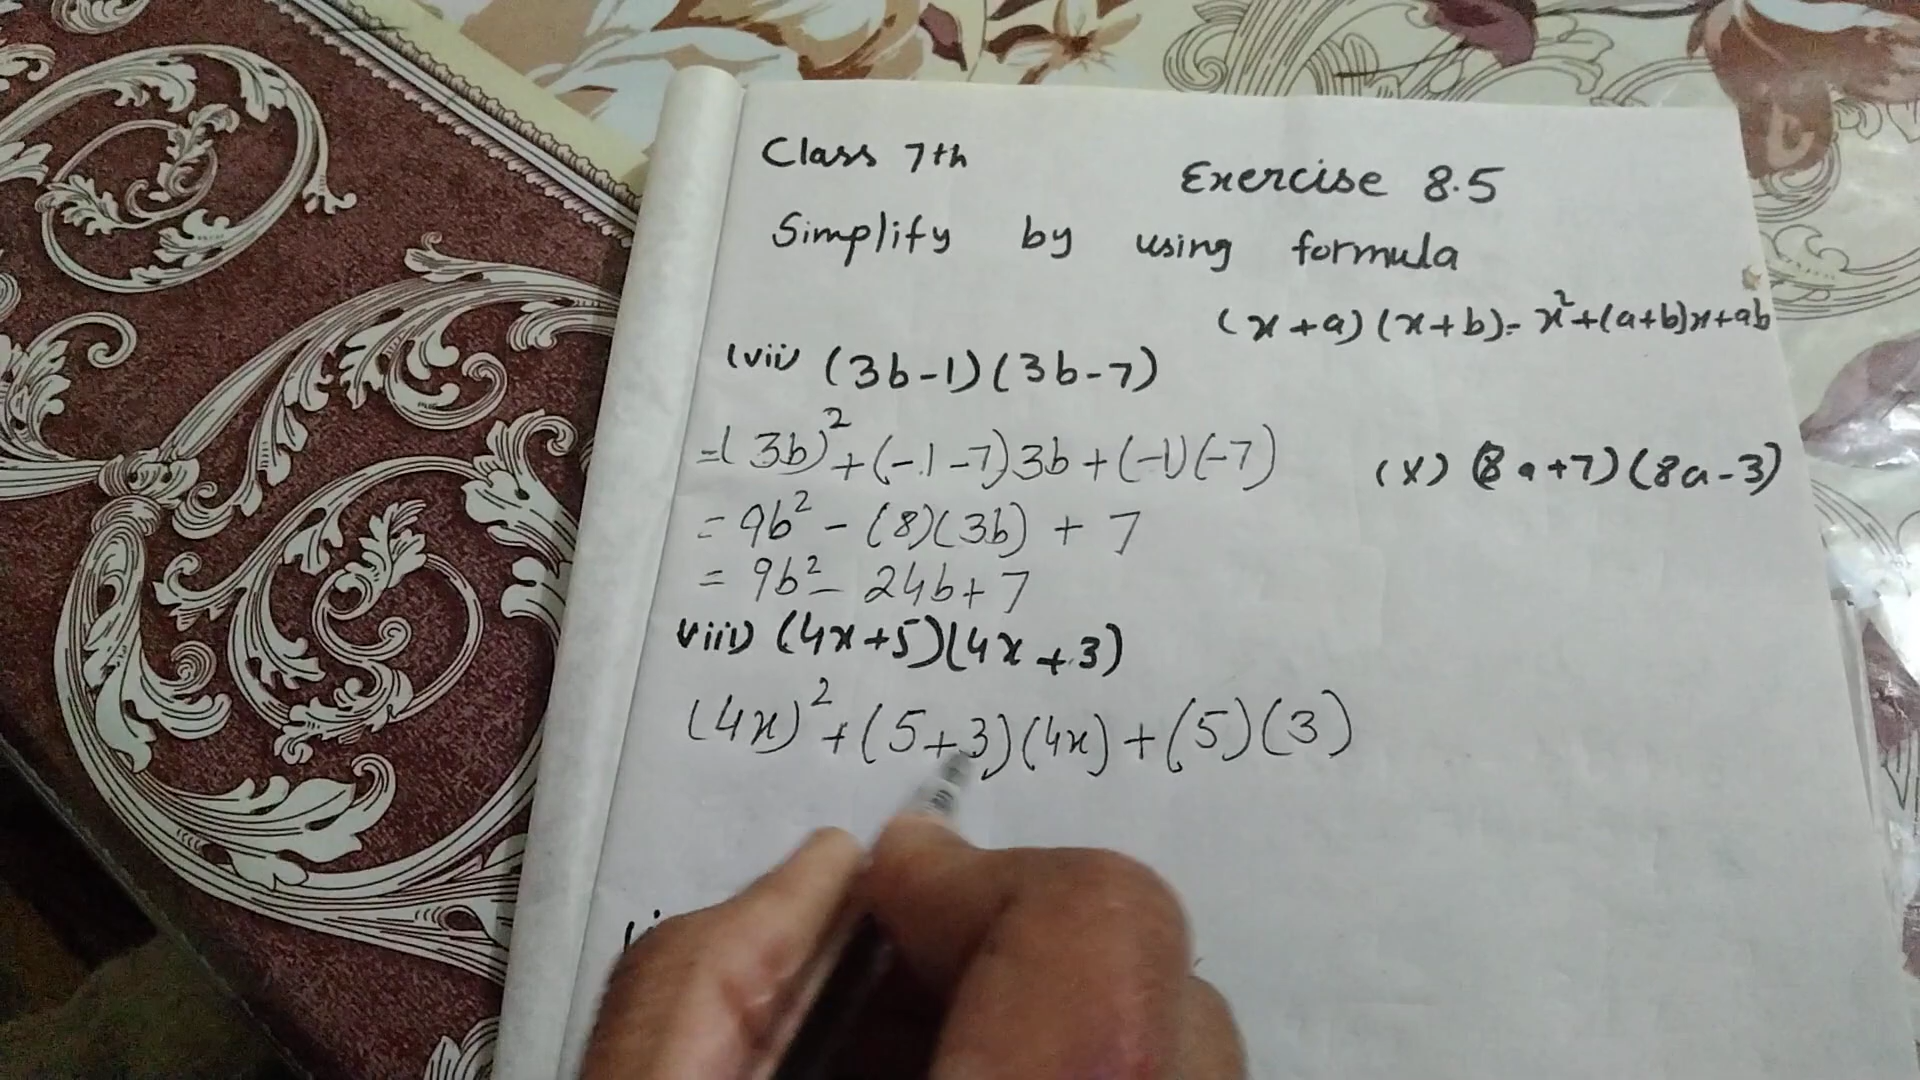 Class 7th
Exercise 8.5
Simplify by using formula
(x+a)(x+b)= x²+(a+b)x+ab
(vii) (3b-1)(3b-7)
=(3b)²+(-1-7)3b+(-1)(-7)
= 9b² - (8)(3b) + 7
= 9b² - 24b+7
viii) (4x+5)(4x+3)
(4x)²+(5+3)(4x)+(5)(3)
(x) (8a+7)(8a-3)